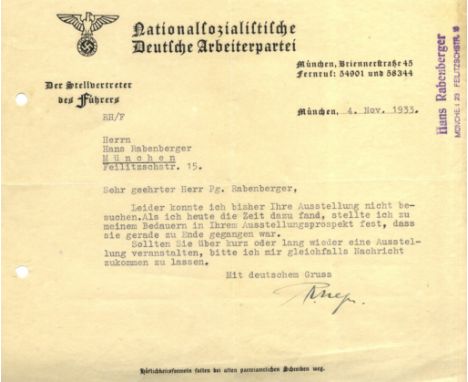 Nationalsozialistische
Deutsche Arbeiterpartei
München, Briennerstraße 45
Fernruf: 54901 und 58344
Der Stellvertreter
des Führers
München, 4. Nov. 1933.
RH/F
Herrn
Hans Rabenberger
München
Feilitzschstr. 15.
Sehr geehrter Herr Pg. Rabenberger,
Leider konnte ich bisher Ihre Ausstellung nicht be-
suchen.Als ich heute die Zeit dazu fand, stellte ich zu
meinem Bedauern in Ihrem Ausstellungsprospekt fest, dass
sie gerade zu Ende gegangen war.
Sollten Sie über kurz oder lang wieder eine Ausstel-
lung veranstalten, bitte ich mir gleichfalls Nachricht
zukommen zu lassen.
Mit deutschem Gruss
Höflichkeitsformeln fallen bei allen parteiamtlichen Schreiben weg.
Hans Rabenberger
MÜNCHEN 23 FEILITZSCHSTR.